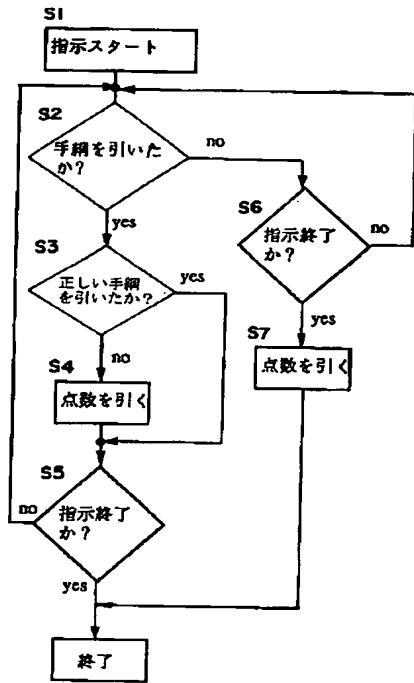 S1
指示スタート
S2
手綱を引いた
か?
no
yes
S3
正しい手綱
を引いたか?
yes
no
S4
点数を引く
S5
指示終了
か?
no
yes
S6
指示終了
か?
no
yes
S7
点数を引く
終了